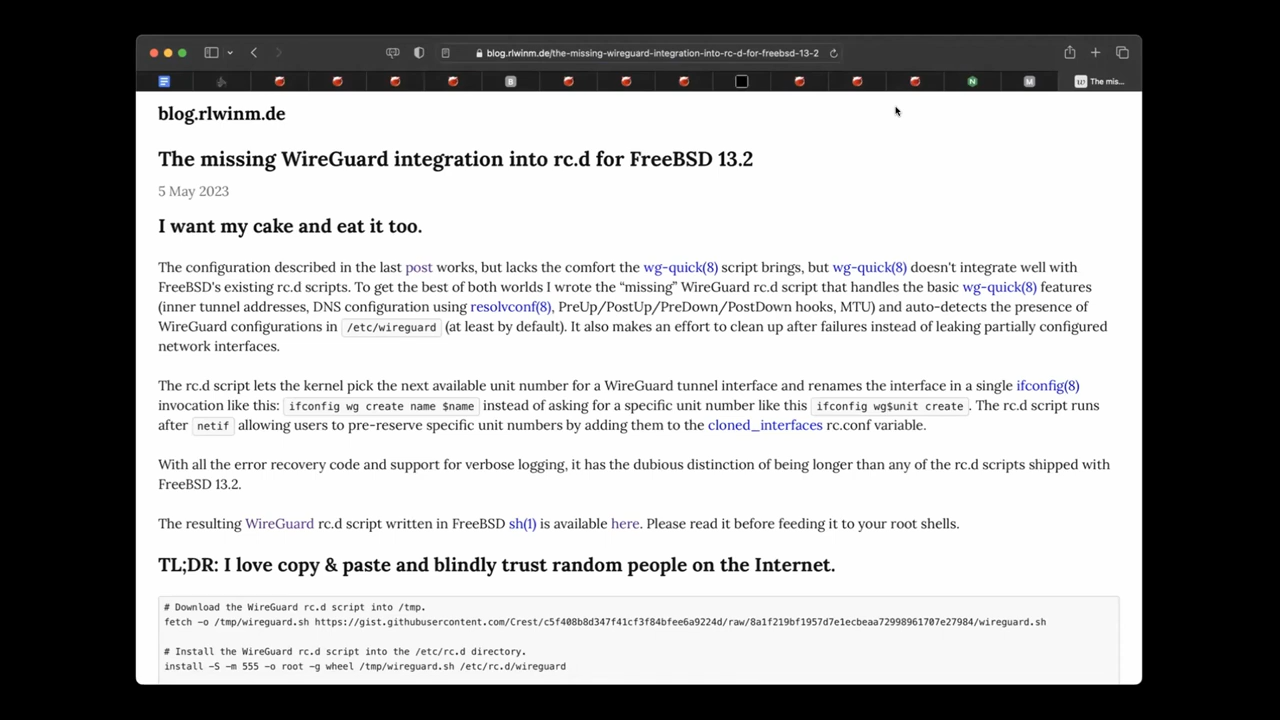 blog.rlwinm.de/the-missing-wireguard-integration-into-rc-d-for-freebsd-13-2
B
N
M
The mis...
blog.rlwinm.de
The missing WireGuard integration into rc.d for FreeBSD 13.2
5 May 2023
I want my cake and eat it too.
The configuration described in the last post works, but lacks the comfort the wg-quick(8) script brings, but wg-quick(8) doesn't integrate well with
FreeBSD's existing rc.d scripts. To get the best of both worlds I wrote the “missing” WireGuard rc.d script that handles the basic wg-quick(8) features
(inner tunnel addresses, DNS configuration using resolvconf(8), PreUp/PostUp/PreDown/PostDown hooks, MTU) and auto-detects the presence of
WireGuard configurations in /etc/wireguard (at least by default). It also makes an effort to clean up after failures instead of leaking partially configured
network interfaces.
The rc.d script lets the kernel pick the next available unit number for a WireGuard tunnel interface and renames the interface in a single ifconfig(8)
invocation like this: ifconfig wg create name $name instead of asking for a specific unit number like this ifconfig wg$unit create. The rc.d script runs
after netif allowing users to pre-reserve specific unit numbers by adding them to the cloned_interfaces rc.conf variable.
With all the error recovery code and support for verbose logging, it has the dubious distinction of being longer than any of the rc.d scripts shipped with
FreeBSD 13.2.
The resulting WireGuard rc.d script written in FreeBSD sh(1) is available here. Please read it before feeding it to your root shells.
TL;DR: I love copy & paste and blindly trust random people on the Internet.
# Download the WireGuard rc.d script into /tmp.
fetch -o /tmp/wireguard.sh https://gist.githubusercontent.com/Crest/c5f408b8d347f41cf3f84bfee6a9224d/raw/8a1f219bf1957d7e1ecbeaa72998961707e27984/wireguard.sh
# Install the WireGuard rc.d script into the /etc/rc.d directory.
install -S -m 555 -o root -g wheel /tmp/wireguard.sh /etc/rc.d/wireguard